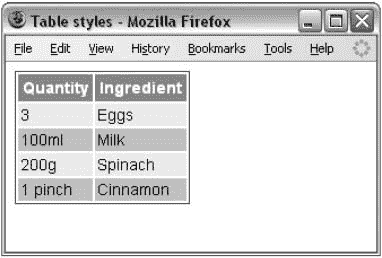 Table styles - Mozilla Firefox
File Edit View History Bookmarks Tools Help
Quantity Ingredient
3 Eggs
100ml Milk
200g Spinach
1 pinch Cinnamon